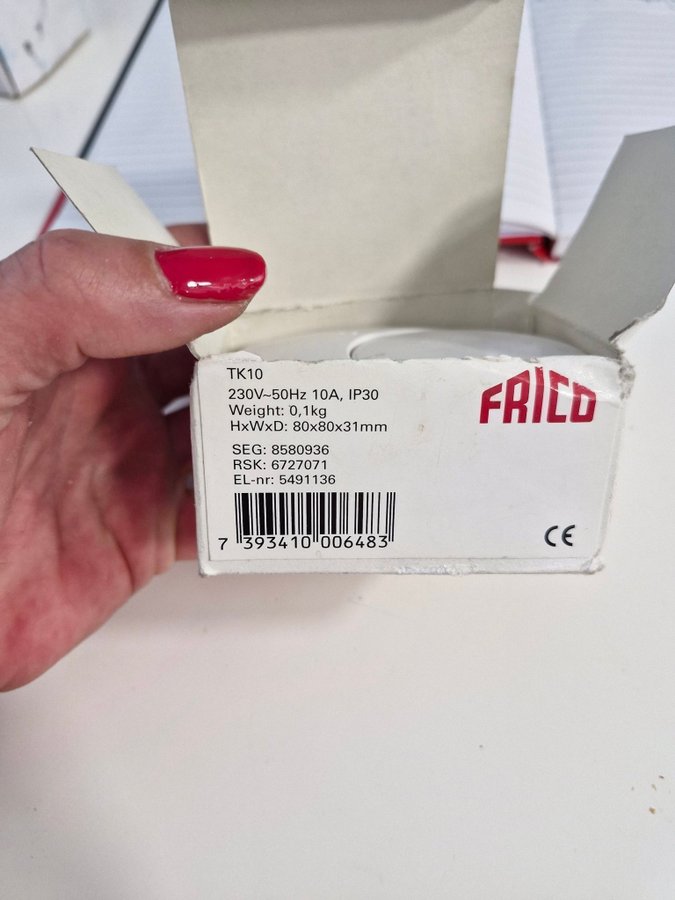 TK10
230V~50Hz 10A, IP30
Weight: 0,1kg
HxWxD: 80x80x31mm
SEG: 8580936
RSK: 6727071
EL-nr: 5491136
7 393410 006483
FRICO
CE